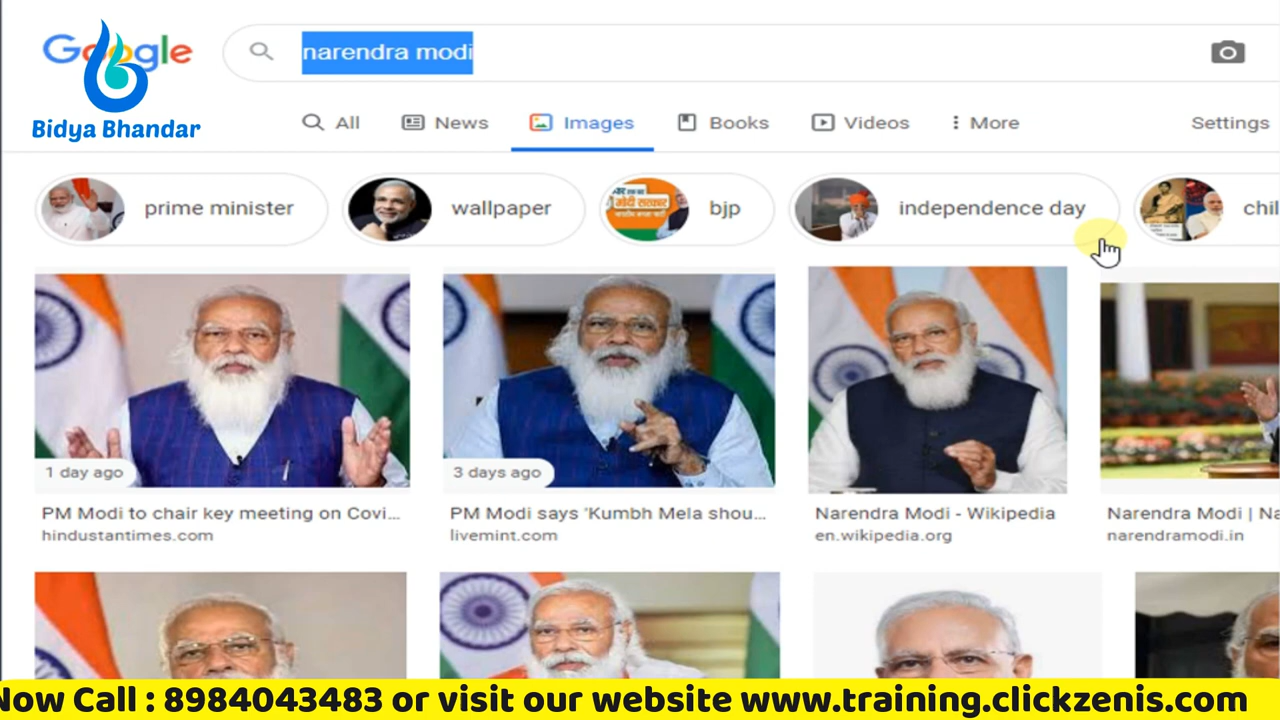 Google
narendra modi
Bidya Bhandar
All News Images Books Videos More Settings
prime minister wallpaper bjp independence day chil
मोदी सरकार
1 day ago 3 days ago
PM Modi to chair key meeting on Covi... PM Modi says 'Kumbh Mela shou... Narendra Modi - Wikipedia Narendra Modi | Na
hindustantimes.com livemint.com en.wikipedia.org narendramodi.in
Now Call : 8984043483 or visit our website www.training.clickzenis.com